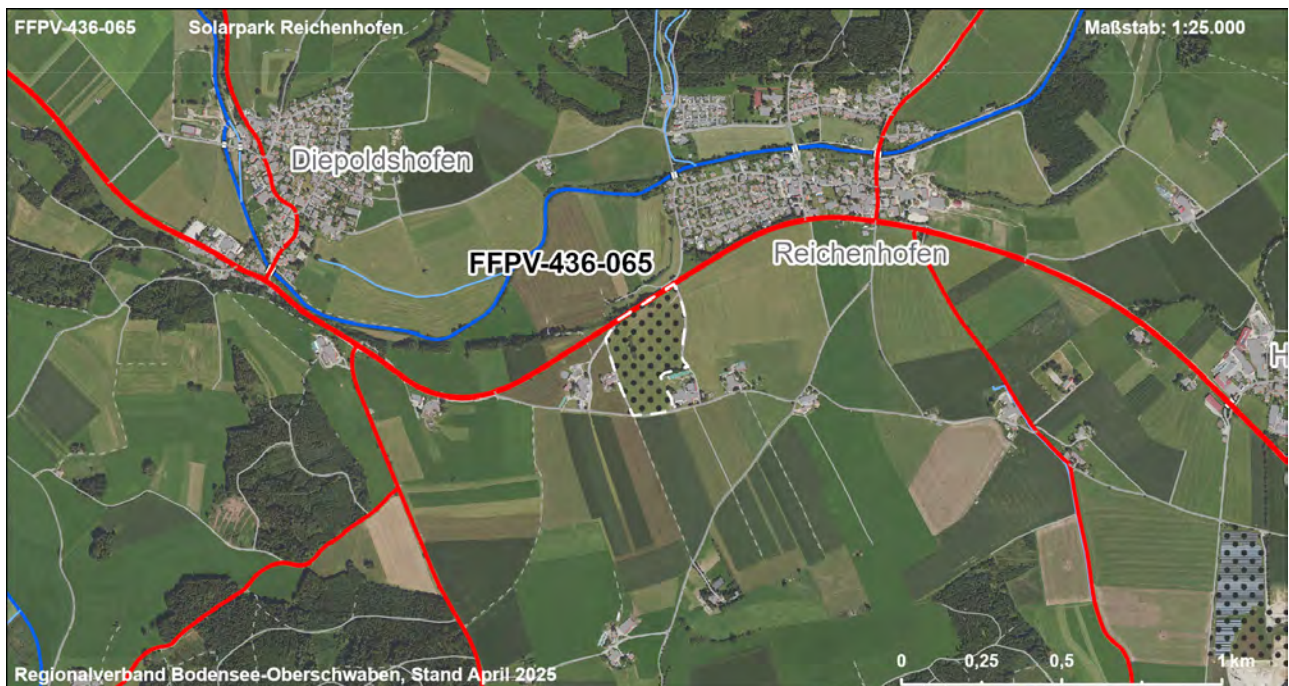 FFPV-436-065 Solarpark Reichenhofen Maßstab: 1:25.000
Diepoldshofen
FFPV-436-065
Reichenhofen
H
0 0,25 0,5 1 km
Regionalverband Bodensee-Oberschwaben, Stand April 2025